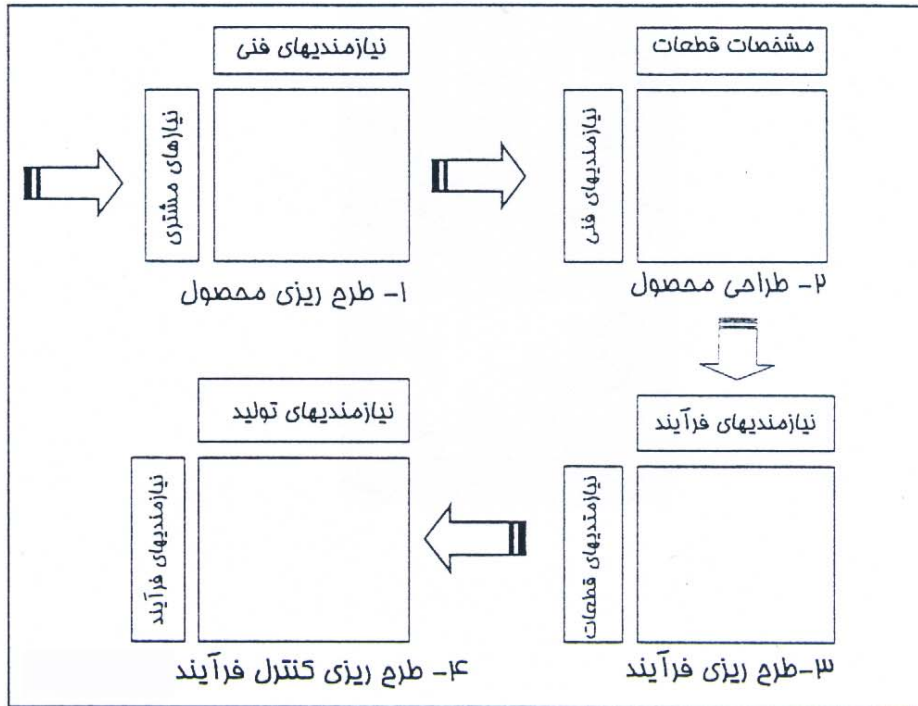 نیازمندیهای فنی
نیازهای مشتری
۱- طرح ریزی محصول
مشخصات قطعات
نیازمندیهای فنی
۲- طراحی محصول
نیازمندیهای فرآیند
نیازمندیهای قطعات
۳-طرح ریزی فرآیند
نیازمندیهای تولید
نیازمندیهای فرآیند
۴- طرح ریزی کنترل فرآیند